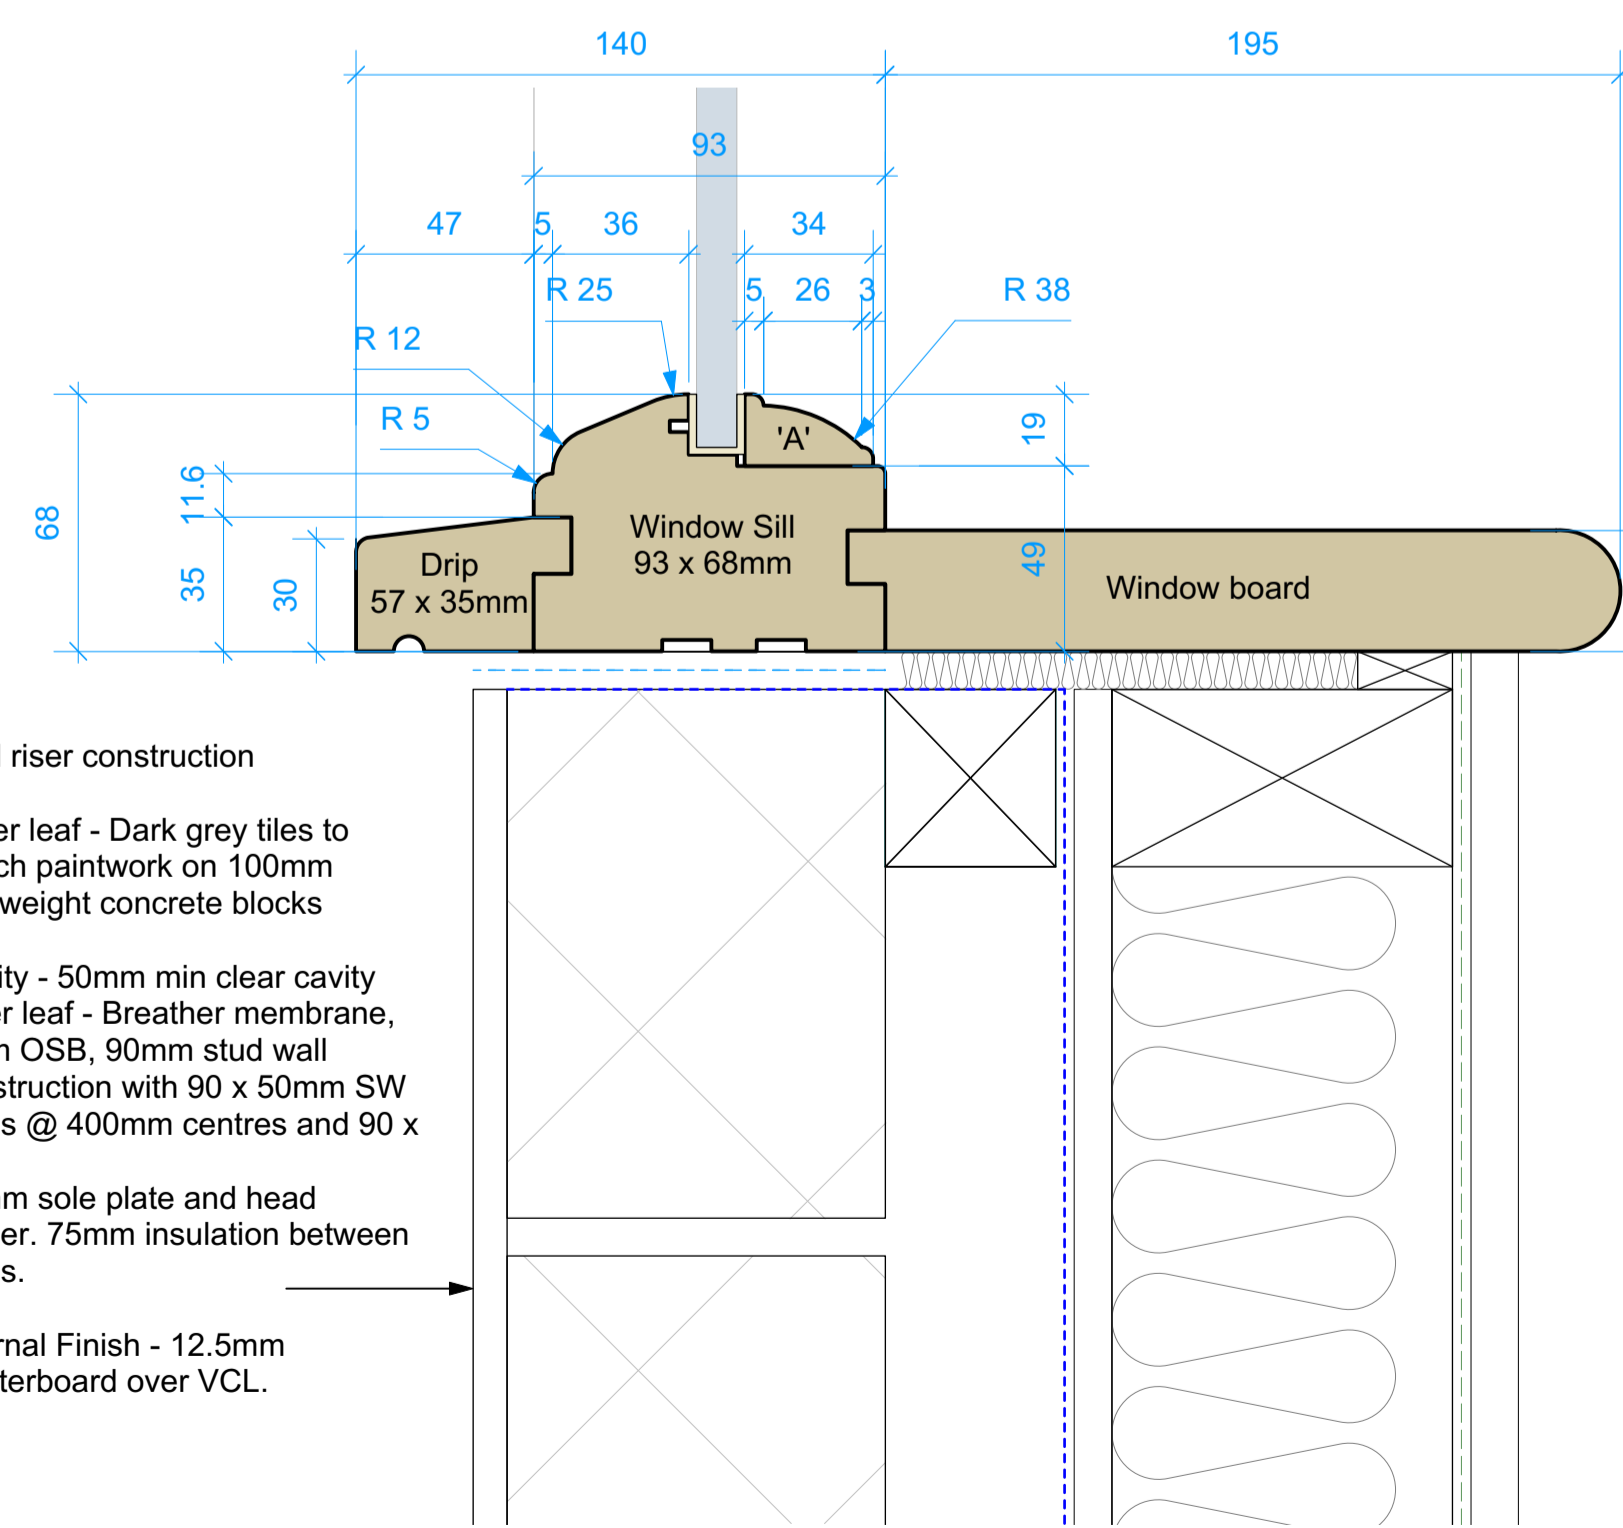 140
195
93
47
5
36
34
R 25
5
26
3
R 38
R 12
R 5
'A'
19
11.6
68
Window Sill
93 x 68mm
49
35
30
Drip
57 x 35mm
Window board
riser construction
er leaf - Dark grey tiles to
ch paintwork on 100mm
weight concrete blocks
ity - 50mm min clear cavity
er leaf - Breather membrane,
OSB, 90mm stud wall
struction with 90 x 50mm SW
s @ 400mm centres and 90 x
m sole plate and head
er. 75mm insulation between
s.
rnal Finish - 12.5mm
terboard over VCL.